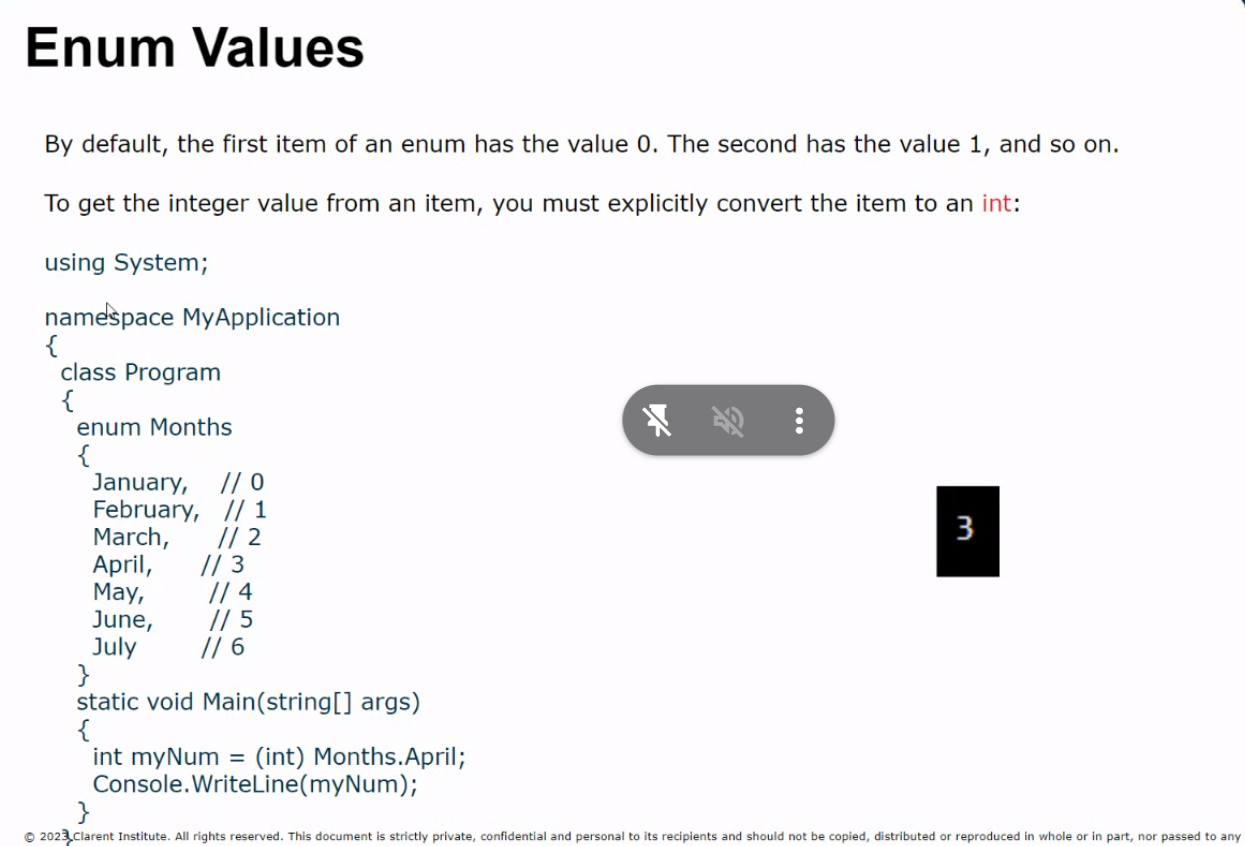 Enum Values
By default, the first item of an enum has the value 0. The second has the value 1, and so on.
To get the integer value from an item, you must explicitly convert the item to an int:
using System;
namespace MyApplication
{
class Program
{
enum Months
{
January, // 0
February, // 1
March, // 2
April, // 3
May, // 4
June, // 5
July // 6
}
static void Main(string[] args)
{
int myNum = (int) Months.April;
Console.WriteLine(myNum);
}
}
3
© 2023 Clarent Institute. All rights reserved. This document is strictly private, confidential and personal to its recipients and should not be copied, distributed or reproduced in whole or in part, nor passed to any